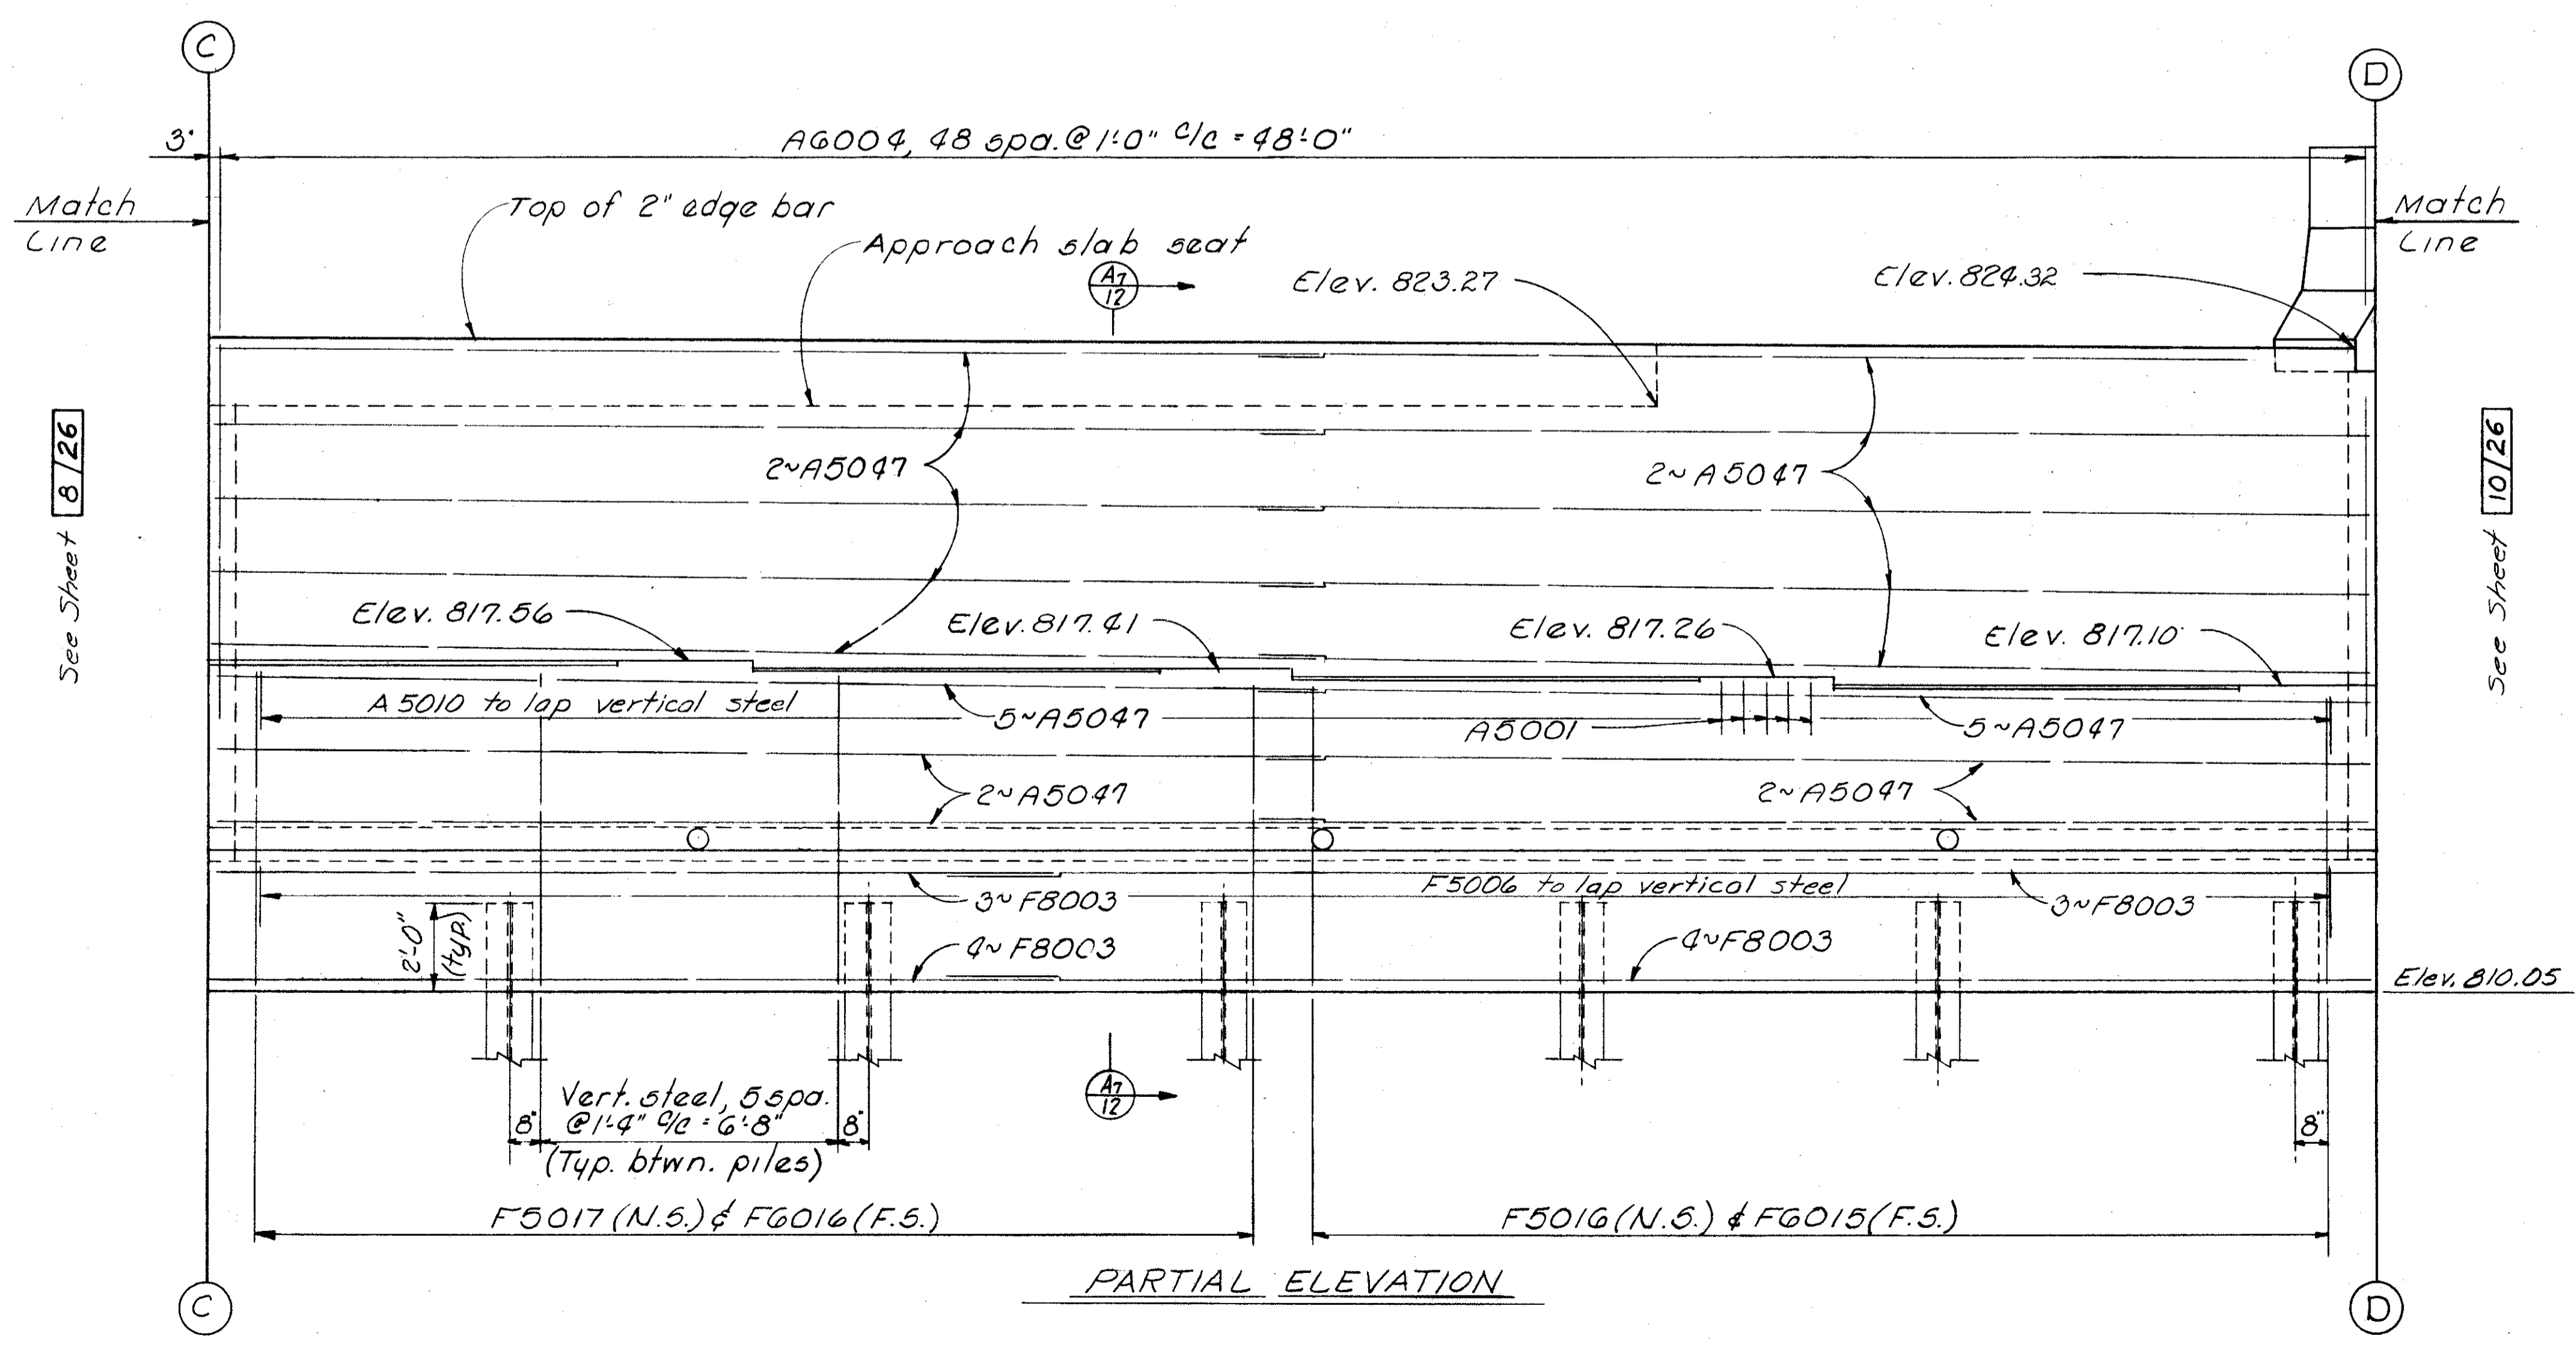 C
D
3"
A6004, 48 spa. @ 1'-0" c/c = 48'-0"
Match
Line
Top of 2" edge bar
Match
Line
Approach slab seat
A7
12
Elev. 823.27
Elev. 824.32
See Sheet 8/26
2~A5047
2~A5047
See Sheet 10/26
Elev. 817.56
Elev. 817.41
Elev. 817.26
Elev. 817.10
A5010 to lap vertical steel
5~A5047
A5001
5~A5047
2~A5047
2~A5047
F5006 to lap vertical steel
3~F8003
3~F8003
2'-0"
(typ.)
4~F8003
4~F8003
Elev. 810.05
Vert. steel, 5 spa.
@ 1'-4" c/c = 6'-8"
(Typ. btwn. piles)
8"
8"
A7
12
8"
F5017 (N.S.) & F6016 (F.S.)
F5016 (N.S.) & F6015 (F.S.)
PARTIAL ELEVATION
C
D